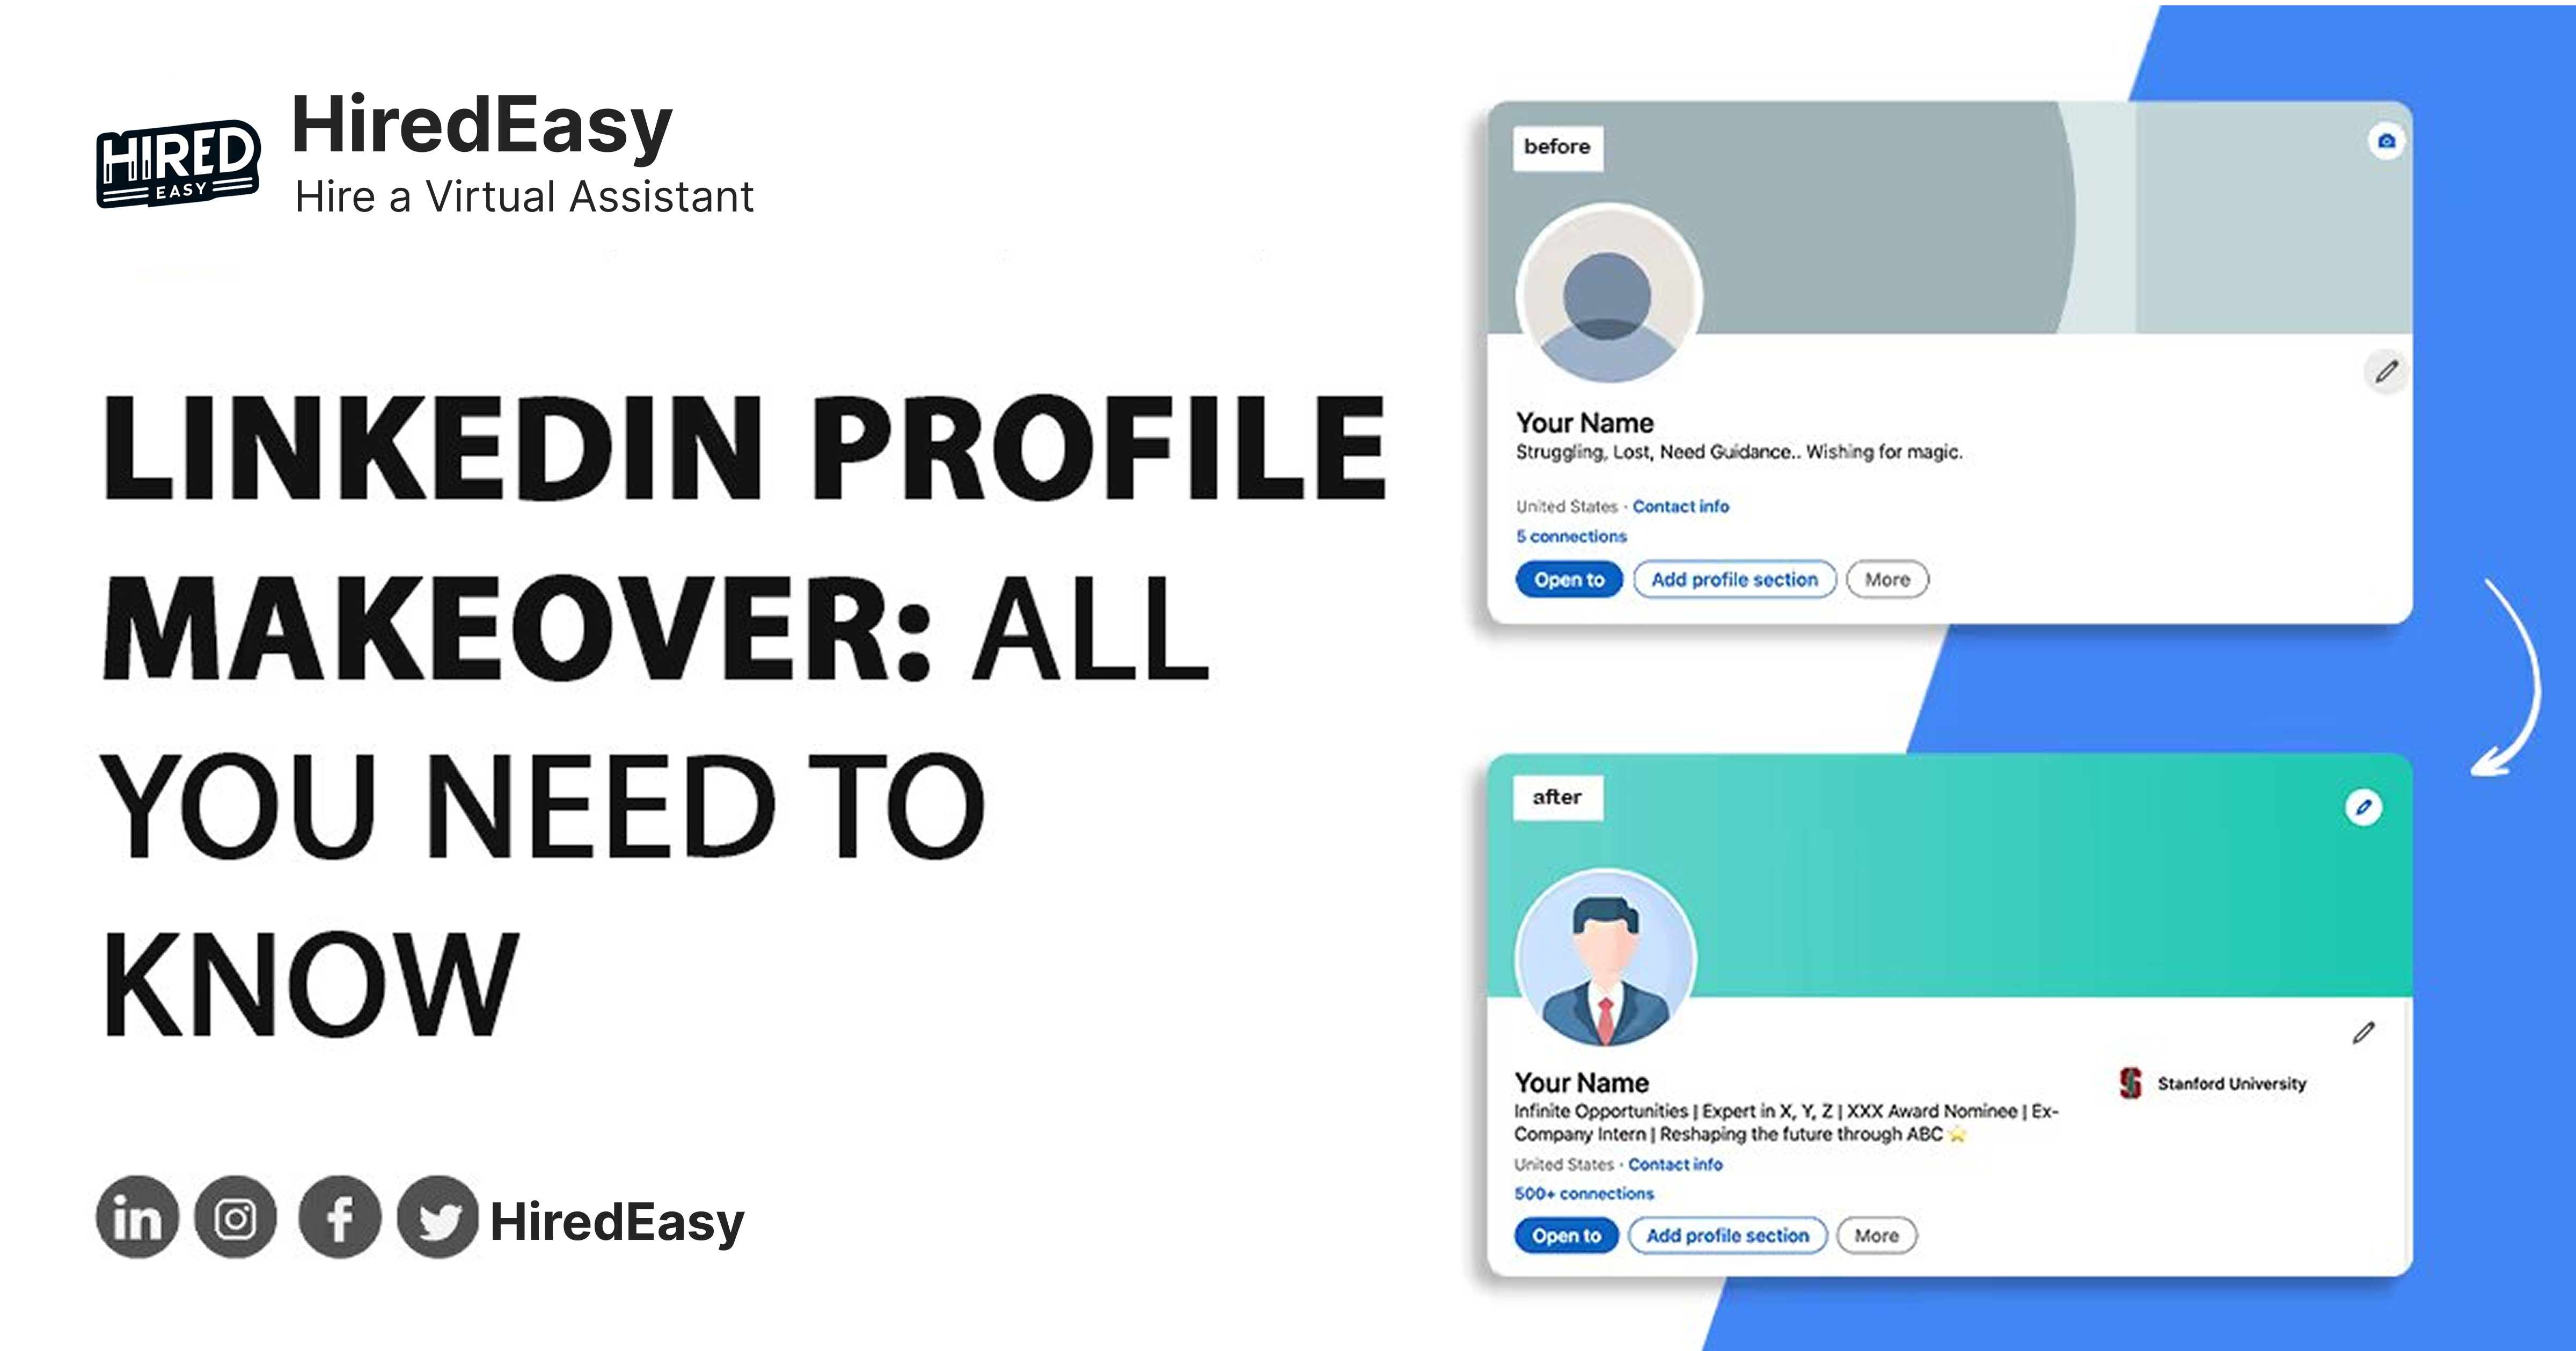 HIRED
EASY
HiredEasy
Hire a Virtual Assistant
LINKEDIN PROFILE
MAKEOVER: ALL
YOU NEED TO
KNOW
in
f
HiredEasy
before
Your Name
Struggling, Lost, Need Guidance.. Wishing for magic.
United States · Contact info
5 connections
Open to
Add profile section
More
after
Your Name
Stanford University
Infinite Opportunities | Expert in X, Y, Z | XXX Award Nominee | Ex-
Company Intern | Reshaping the future through ABC ⭐
United States · Contact info
500+ connections
Open to
Add profile section
More